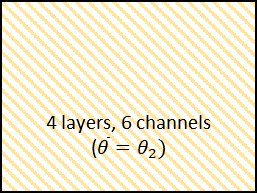 4 layers, 6 channels
(θ̄ = θ₂)